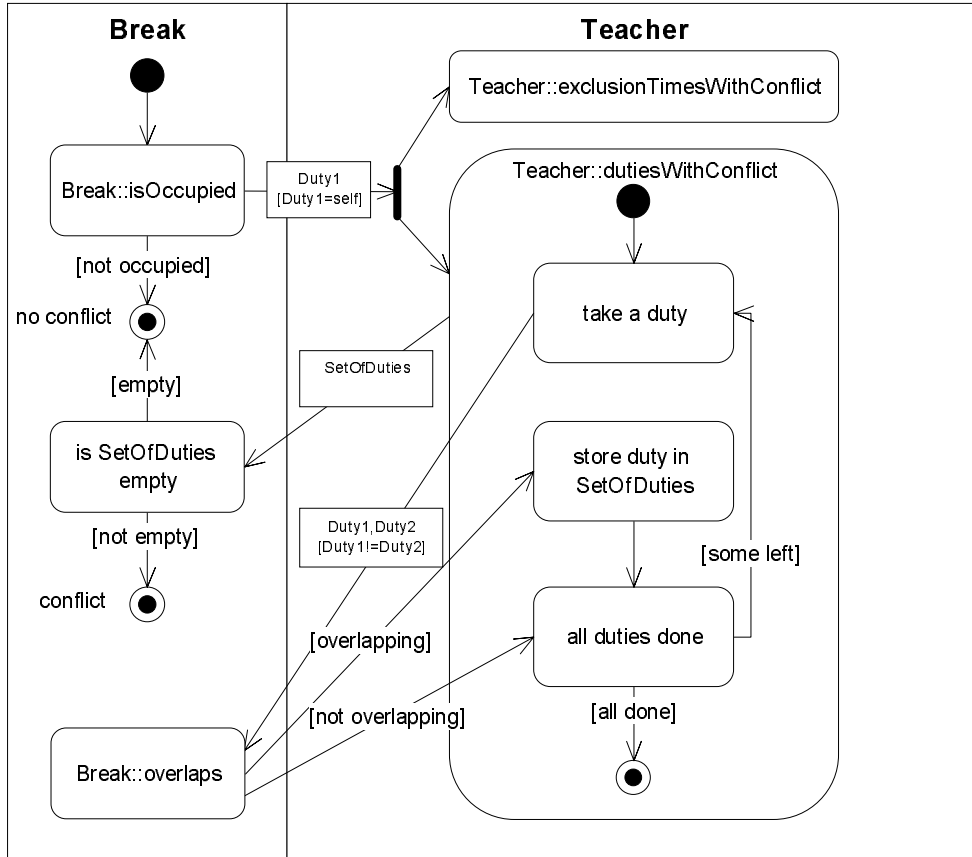 Break
Teacher
Teacher::exclusionTimesWithConflict
Teacher::dutiesWithConflict
Break::isOccupied
Duty1
[Duty1=self]
[not occupied]
no conflict
take a duty
SetOfDuties
[empty]
is SetOfDuties
empty
store duty in
SetOfDuties
[not empty]
Duty1,Duty2
[Duty1!=Duty2]
[some left]
conflict
[overlapping]
all duties done
[not overlapping]
[all done]
Break::overlaps